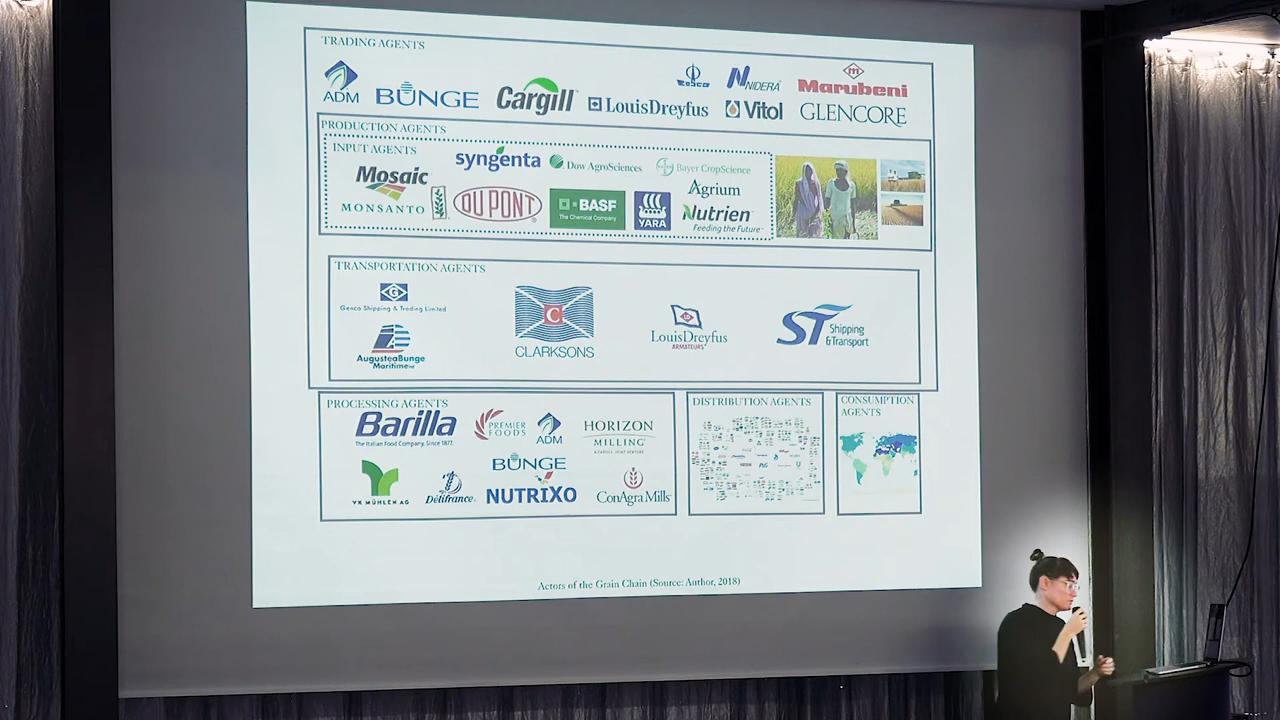 TRADING AGENTS
ADM
BUNGE
Cargill
NIDERA
Marubeni
LouisDreyfus
Vitol
GLENCORE
PRODUCTION AGENTS
INPUT AGENTS
Mosaic
syngenta
Dow AgroSciences
Bayer CropScience
MONSANTO
DU PONT
BASF
The Chemical Company
YARA
Agrium
Nutrien
Feeding the Future
TRANSPORTATION AGENTS
Genco Shipping & Trading Limited
AugusteaBunge
Maritime
C
CLARKSONS
LouisDreyfus
ARMATEURS
ST Shipping
& Transport
PROCESSING AGENTS
Barilla
The Italian Food Company. Since 1877.
PREMIER
FOODS
ADM
HORIZON
MILLING
VK MÜHLEN AG
Délifrance
BUNGE
NUTRIXO
ConAgra Mills
DISTRIBUTION AGENTS
CONSUMPTION
AGENTS
Actors of the Grain Chain (Source: Author, 2018)